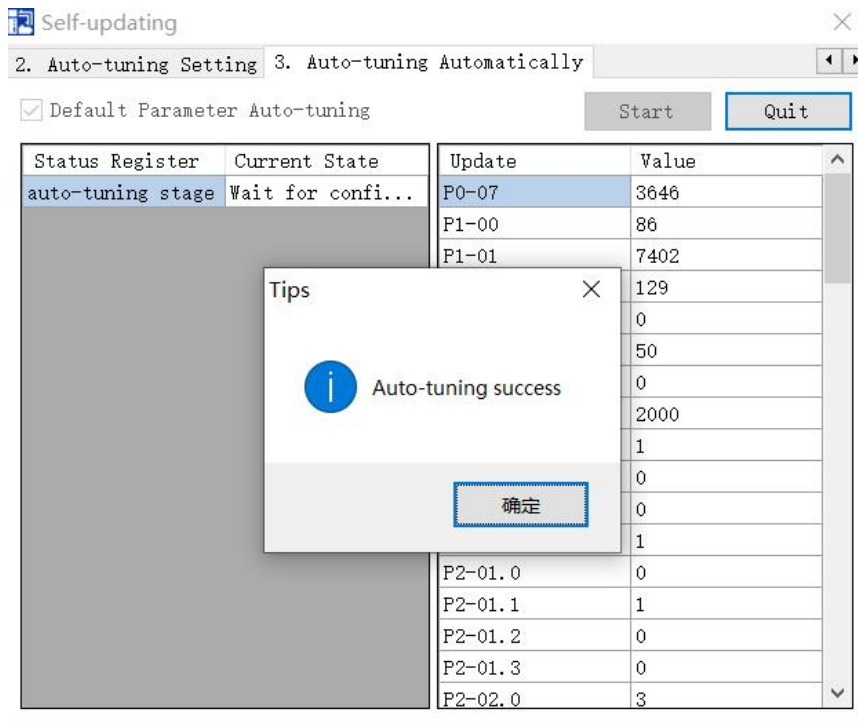 Self-updating
2. Auto-tuning Setting 3. Auto-tuning Automatically
Default Parameter Auto-tuning Start Quit
Status Register Current State Update Value
auto-tuning stage Wait for confi... P0-07 3646
P1-00 86
P1-01 7402
Tips 129
0
50
Auto-tuning success 0
2000
1
0
确定 0
1
P2-01.0 0
P2-01.1 1
P2-01.2 0
P2-01.3 0
P2-02.0 3